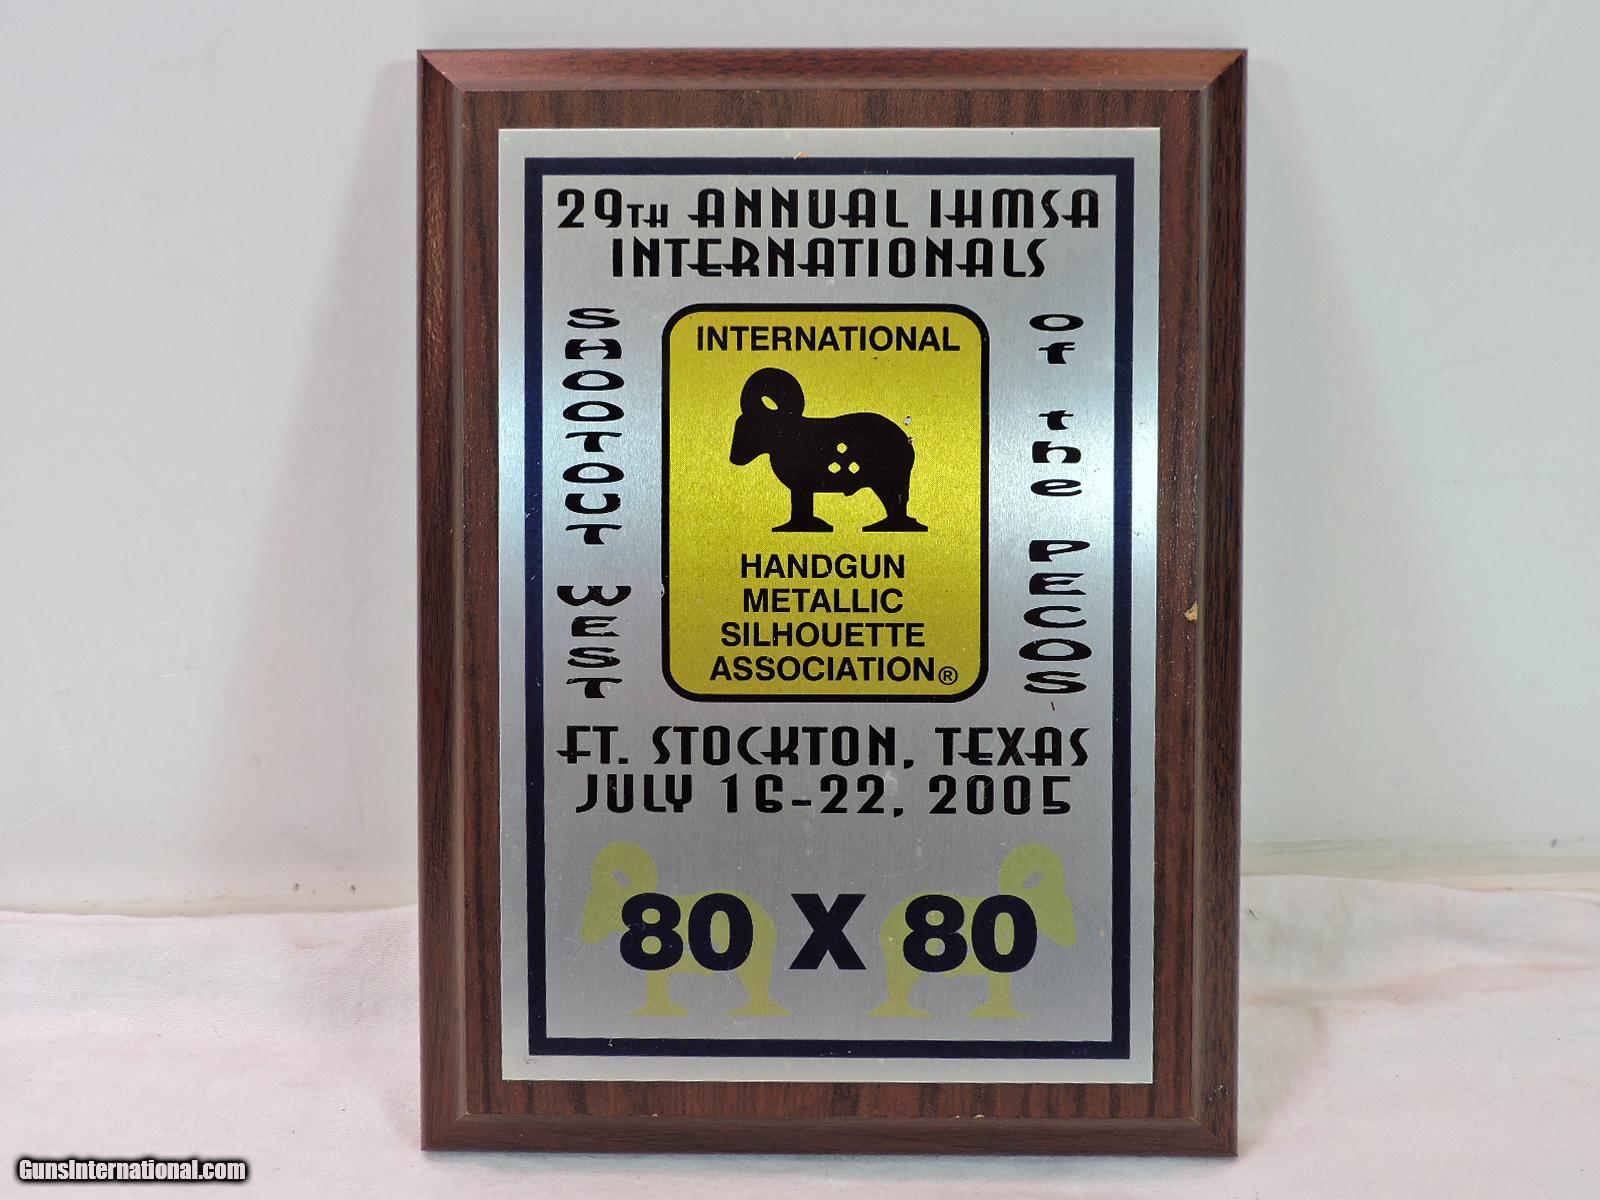 29TH ANNUAL IHMSA
INTERNATIONALS
SHOOTOUT WEST
INTERNATIONAL
HANDGUN
METALLIC
SILHOUETTE
ASSOCIATION®
Of The PECOS
FT. STOCKTON, TEXAS
JULY 16-22, 2005
80 X 80
GunsInternational.com